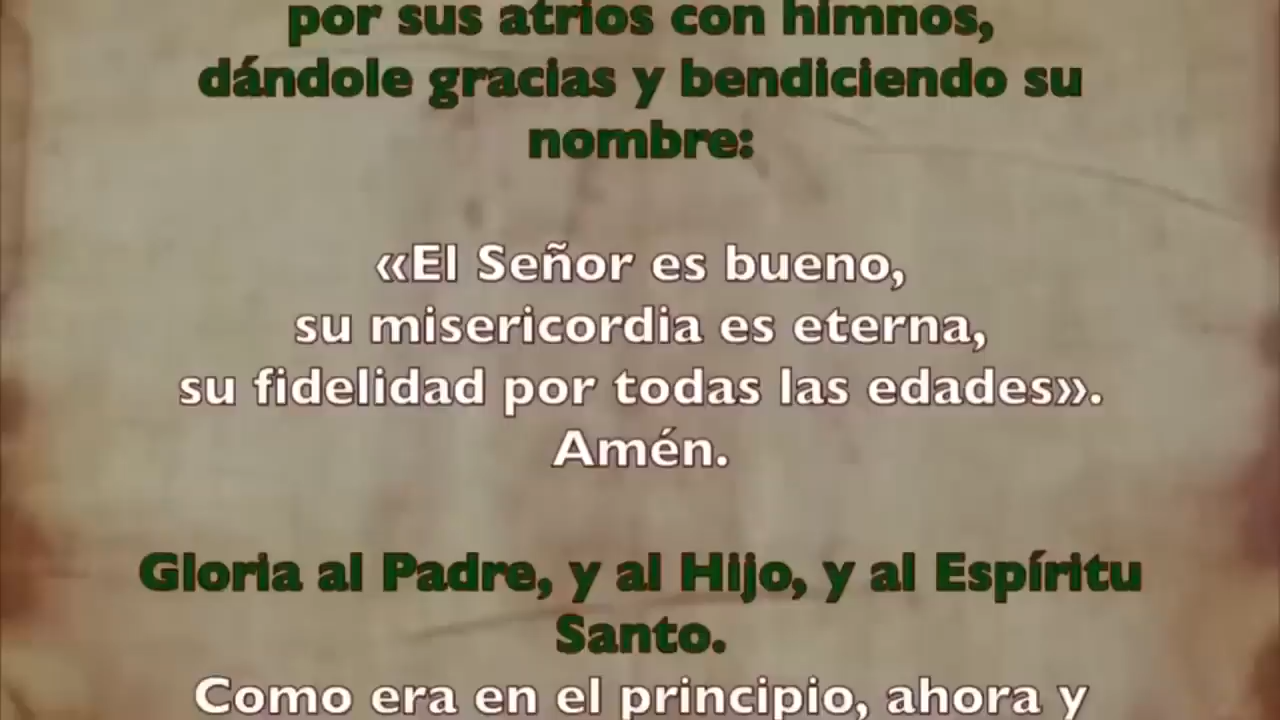 por sus atrios con himnos,
dándole gracias y bendiciendo su
nombre:
«El Señor es bueno,
su misericordia es eterna,
su fidelidad por todas las edades».
Amén.
Gloria al Padre, y al Hijo, y al Espíritu
Santo.
Como era en el principio, ahora y